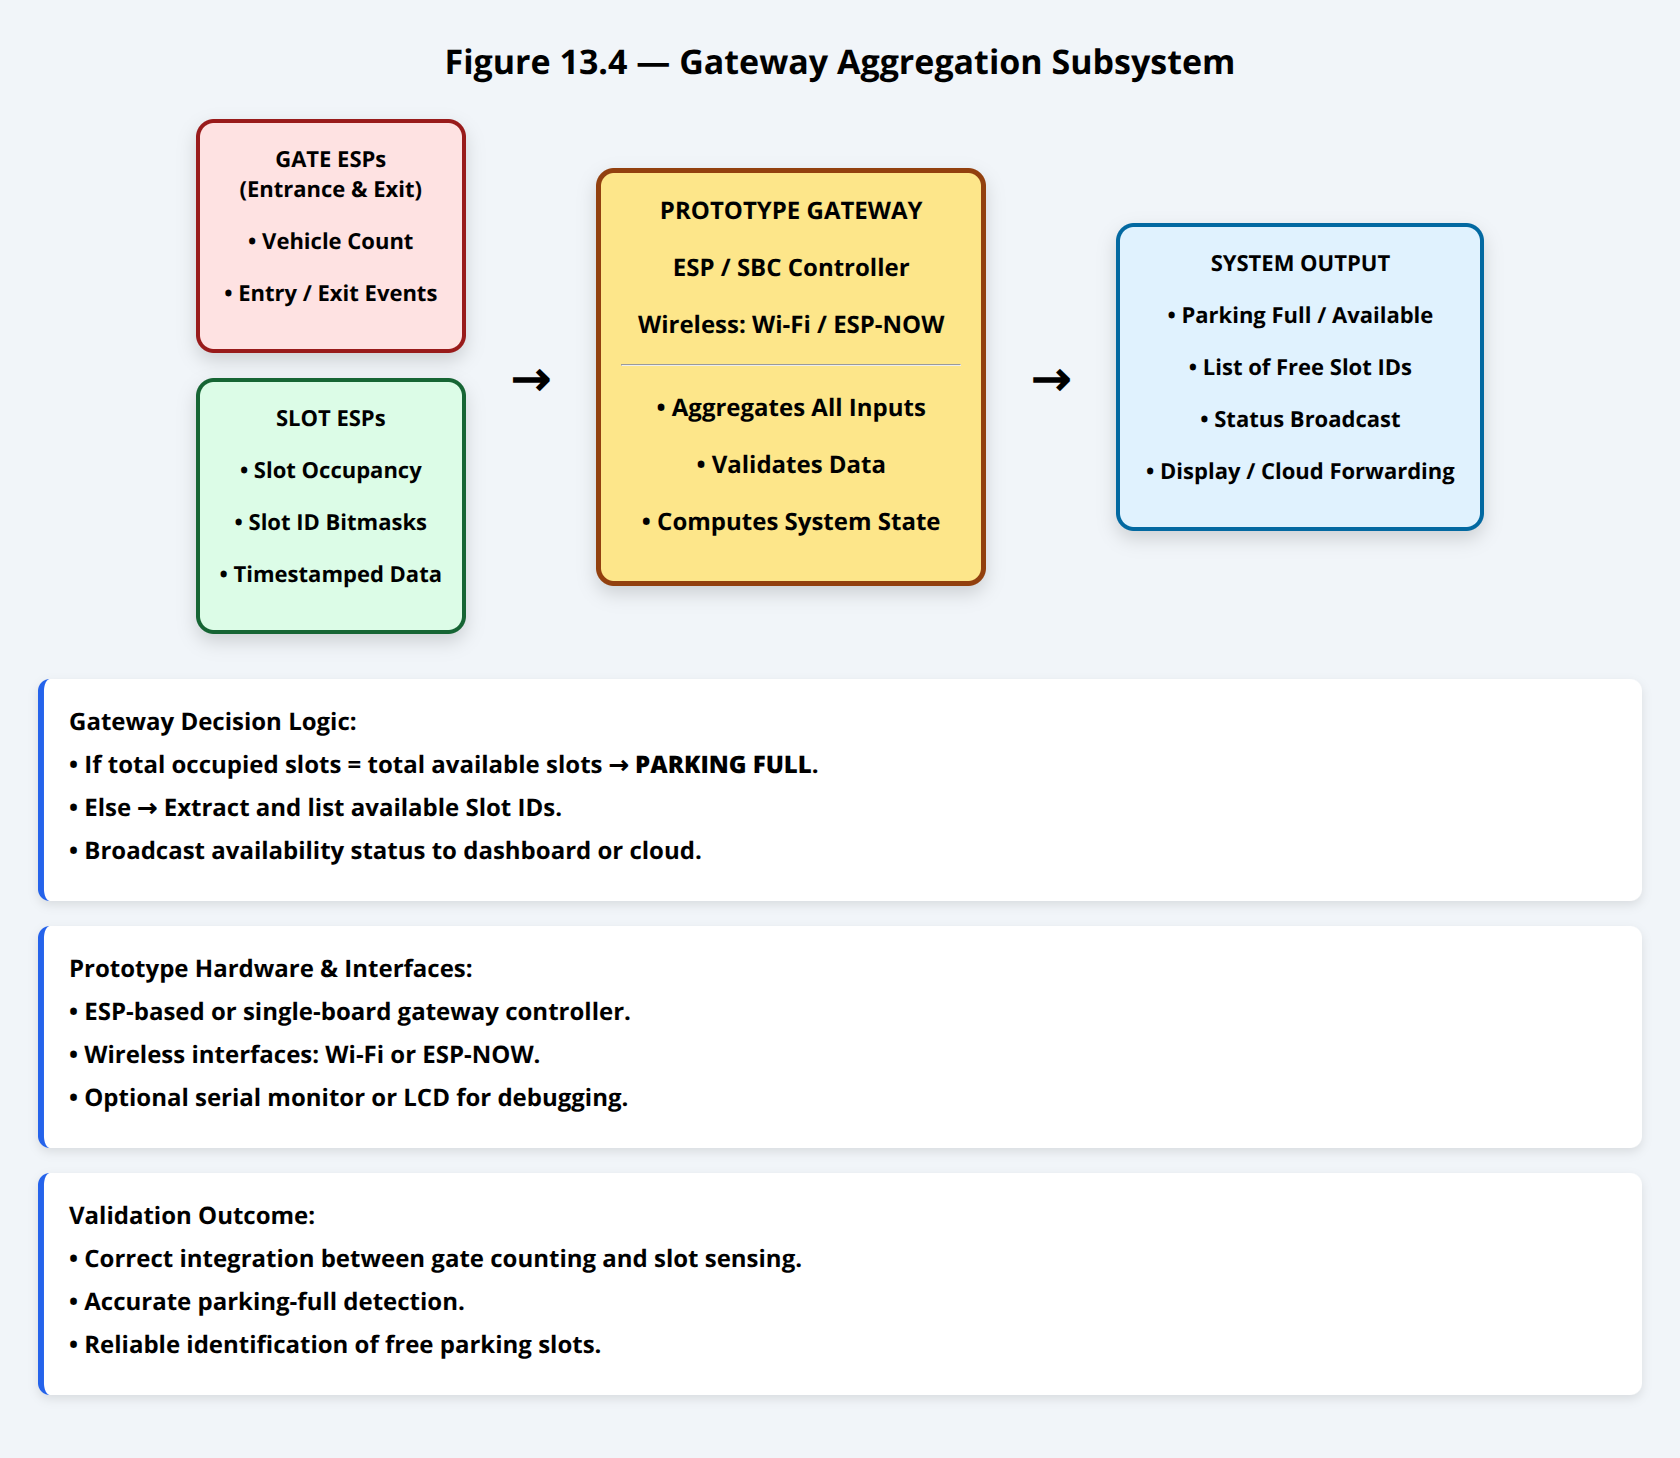 Figure 13.4 — Gateway Aggregation Subsystem
GATE ESPs
(Entrance & Exit)
• Vehicle Count
• Entry / Exit Events
SLOT ESPs
• Slot Occupancy
• Slot ID Bitmasks
• Timestamped Data
→
PROTOTYPE GATEWAY
ESP / SBC Controller
Wireless: Wi-Fi / ESP-NOW
• Aggregates All Inputs
• Validates Data
• Computes System State
→
SYSTEM OUTPUT
• Parking Full / Available
• List of Free Slot IDs
• Status Broadcast
• Display / Cloud Forwarding
Gateway Decision Logic:
• If total occupied slots = total available slots → PARKING FULL.
• Else → Extract and list available Slot IDs.
• Broadcast availability status to dashboard or cloud.
Prototype Hardware & Interfaces:
• ESP-based or single-board gateway controller.
• Wireless interfaces: Wi-Fi or ESP-NOW.
• Optional serial monitor or LCD for debugging.
Validation Outcome:
• Correct integration between gate counting and slot sensing.
• Accurate parking-full detection.
• Reliable identification of free parking slots.